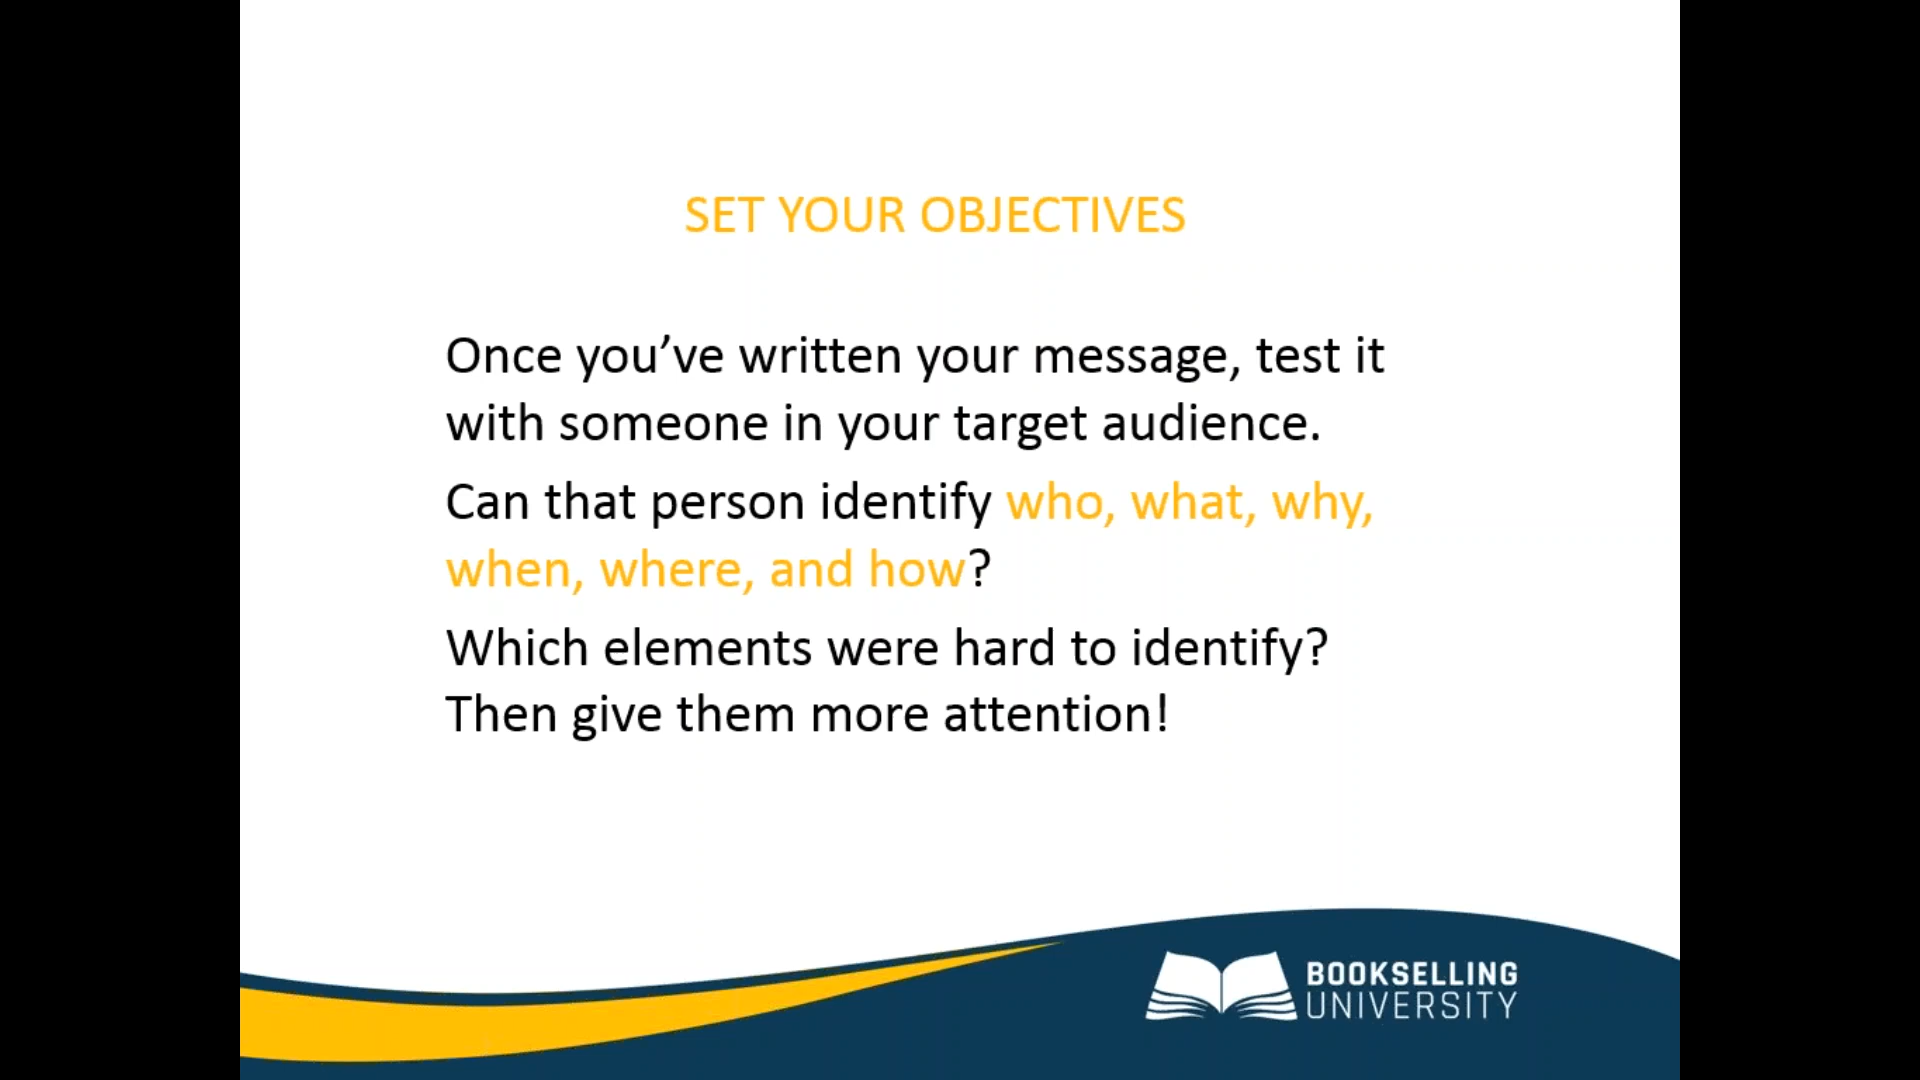 SET YOUR OBJECTIVES
Once you’ve written your message, test it
with someone in your target audience.
Can that person identify who, what, why,
when, where, and how?
Which elements were hard to identify?
Then give them more attention!
BOOKSELLING
UNIVERSITY